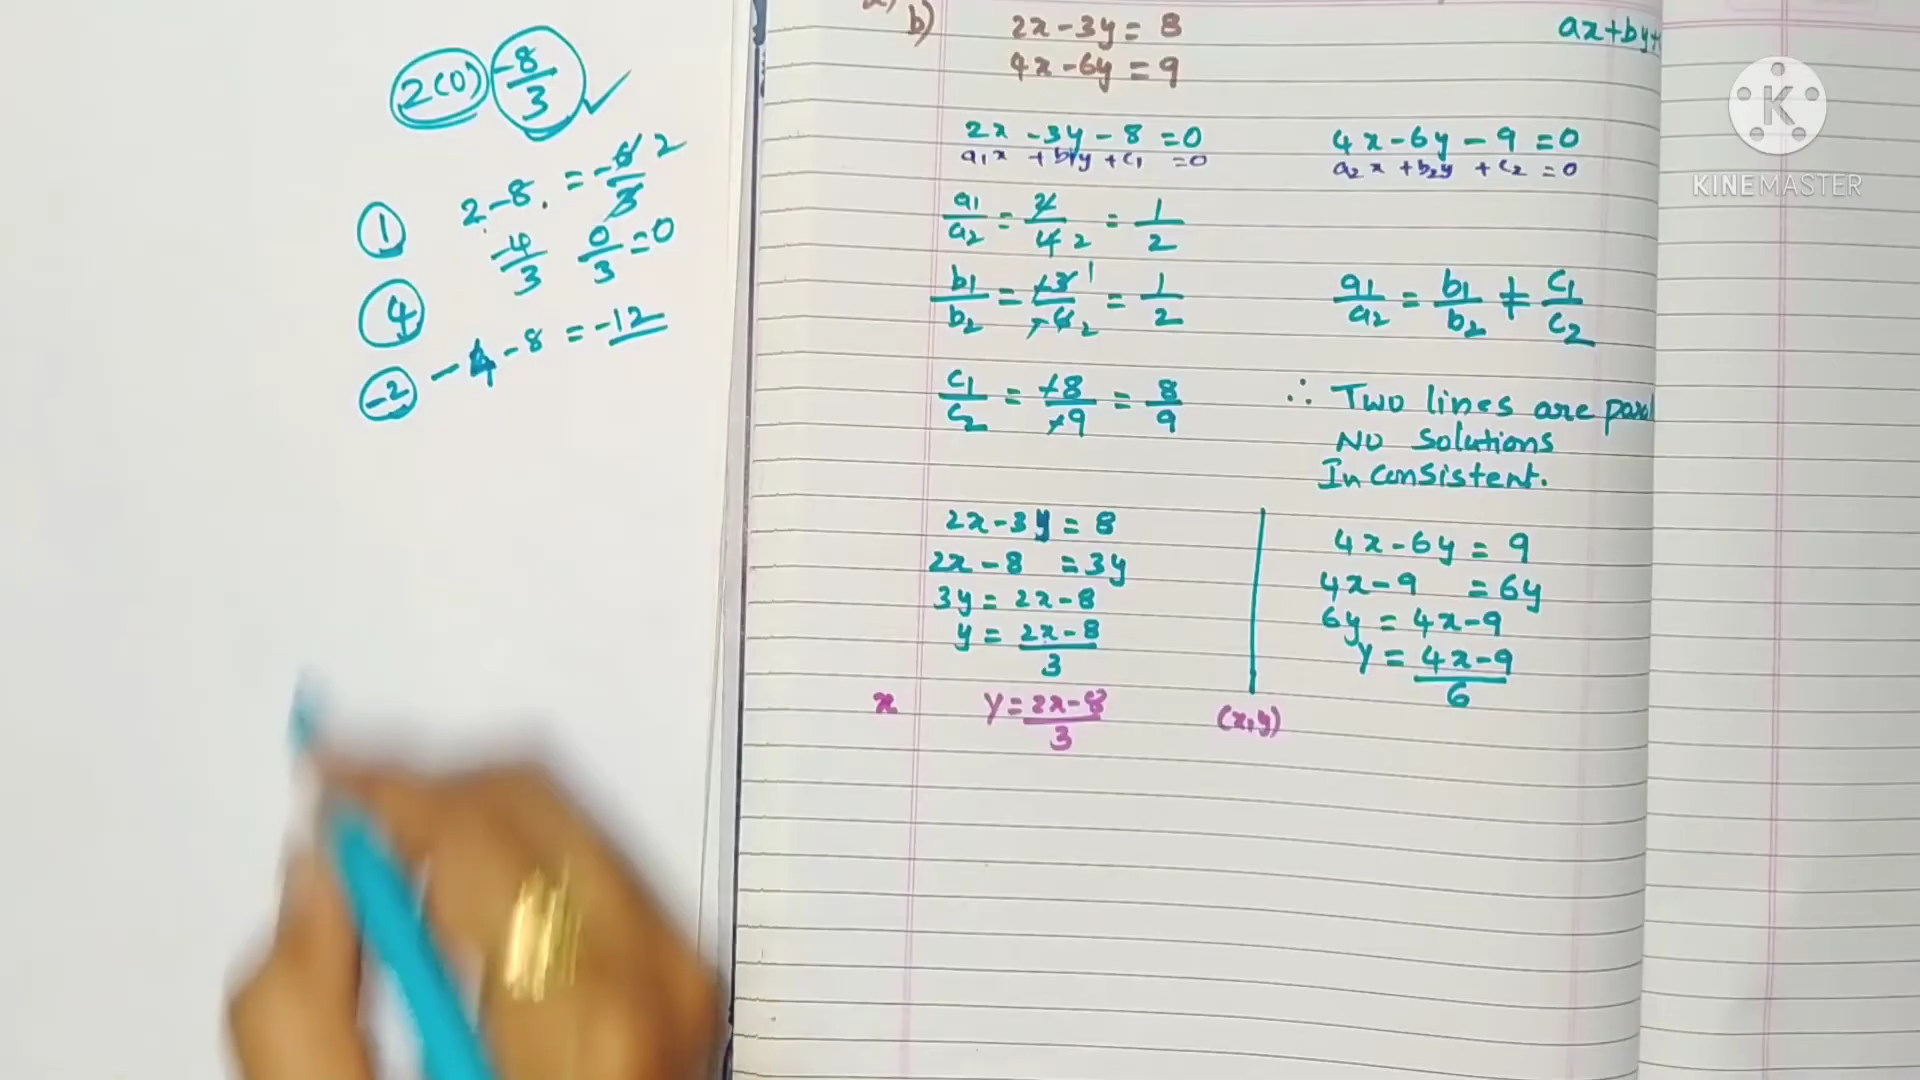 2(0) -8/3 ✓
① 2-8 = -6/3 2
-4/3 0/3 = 0
④
-2 -4-8 = -12
b) 2x-3y = 8
4x-6y = 9
ax+by+
2x-3y-8=0 4x-6y-9=0
a₁x+b₁y+c₁=0 a₂x+b₂y+c₂=0
a₁/a₂ = 2/4 2 = 1/2
b₁/b₂ = -3/-6 1 2 = 1/2 a₁/a₂ = b₁/b₂ ≠ c₁/c₂
c₁/c₂ = -8/-9 = 8/9 ∴ Two lines are paral
No solutions
Inconsistent.
2x-3y = 8
2x-8 = 3y
3y = 2x-8
y = 2x-8/3
4x-6y = 9
4x-9 = 6y
6y = 4x-9
y = 4x-9/6
x y = 2x-8/3 (x,y)
K
KINEMASTER